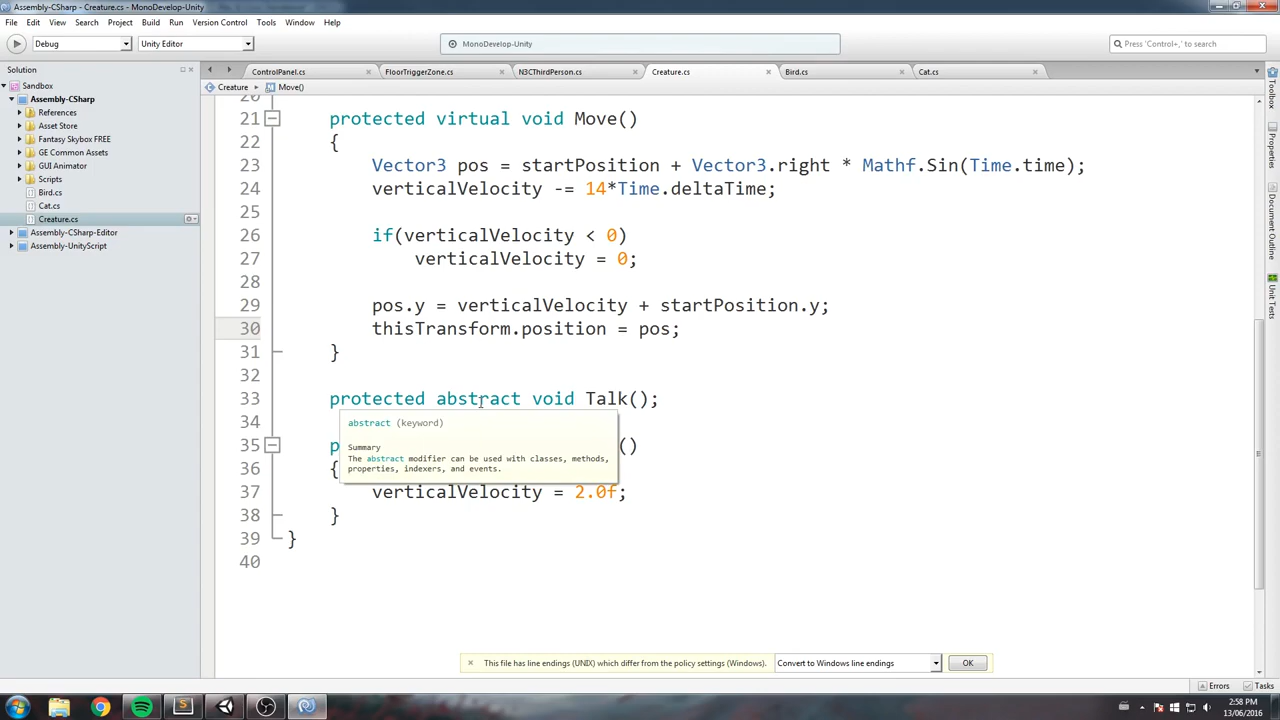 Assembly-CSharp - Creature.cs - MonoDevelop-Unity
File Edit View Search Project Build Run Version Control Tools Window Help
Debug Unity Editor MonoDevelop-Unity Press 'Control+,' to search
Solution
ControlPanel.cs FloorTriggerZone.cs N3CThirdPerson.cs Creature.cs Bird.cs Cat.cs
Creature Move()
Sandbox
Assembly-CSharp
References
Asset Store
Fantasy Skybox FREE
GE Common Assets
GUI Animator
Scripts
Bird.cs
Cat.cs
Creature.cs
Assembly-CSharp-Editor
Assembly-UnityScript
20
21 protected virtual void Move()
22 {
23 Vector3 pos = startPosition + Vector3.right * Mathf.Sin(Time.time);
24 verticalVelocity -= 14*Time.deltaTime;
25
26 if(verticalVelocity < 0)
27 verticalVelocity = 0;
28
29 pos.y = verticalVelocity + startPosition.y;
30 thisTransform.position = pos;
31 }
32
33 protected abstract void Talk();
34
abstract (keyword)
Summary
The abstract modifier can be used with classes, methods,
properties, indexers, and events.
35 p ()
36 {
37 verticalVelocity = 2.0f;
38 }
39 }
40
Toolbox
Properties
Document Outline
Unit Tests
This file has line endings (UNIX) which differ from the policy settings (Windows). Convert to Windows line endings OK
Errors Tasks
2:58 PM
13/06/2016